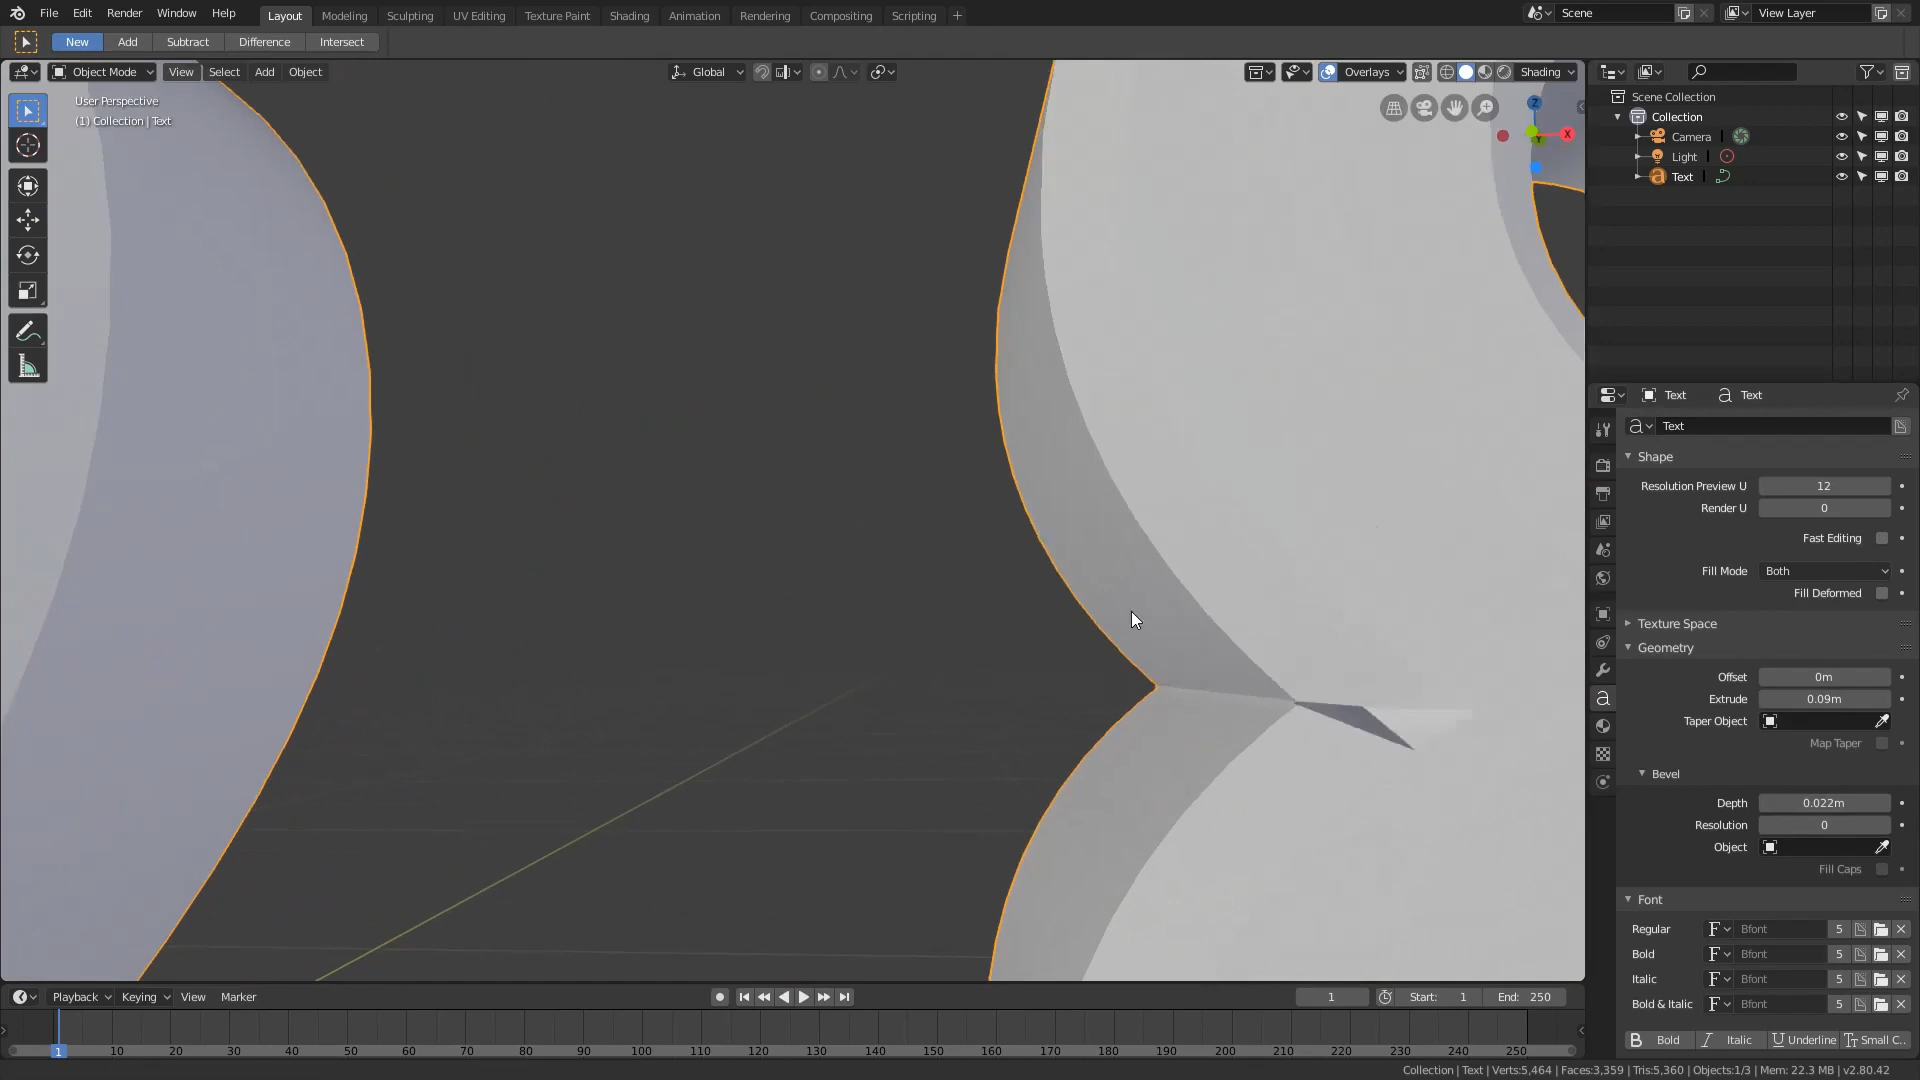 File Edit Render Window Help Layout Modeling Sculpting UV Editing Texture Paint Shading Animation Rendering Compositing Scripting + Scene View Layer
New Add Subtract Difference Intersect
Object Mode View Select Add Object Global Overlays Shading
User Perspective
(1) Collection | Text
Z
X
Y
Scene Collection
Collection
Camera
Light
Text
Text Text
Text
Shape
Resolution Preview U 12
Render U 0
Fast Editing
Fill Mode Both
Fill Deformed
Texture Space
Geometry
Offset 0m
Extrude 0.09m
Taper Object
Map Taper
Bevel
Depth 0.022m
Resolution 0
Object
Fill Caps
Font
Regular F Bfont 5
Bold F Bfont 5
Italic F Bfont 5
Bold & Italic F Bfont 5
B Bold I Italic U Underline Tt Small C..
Playback Keying View Marker 1 Start: 1 End: 250
1 10 20 30 40 50 60 70 80 90 100 110 120 130 140 150 160 170 180 190 200 210 220 230 240 250
Collection | Text | Verts:5,464 | Faces:3,359 | Tris:5,360 | Objects:1/3 | Mem: 22.3 MB | v2.80.42